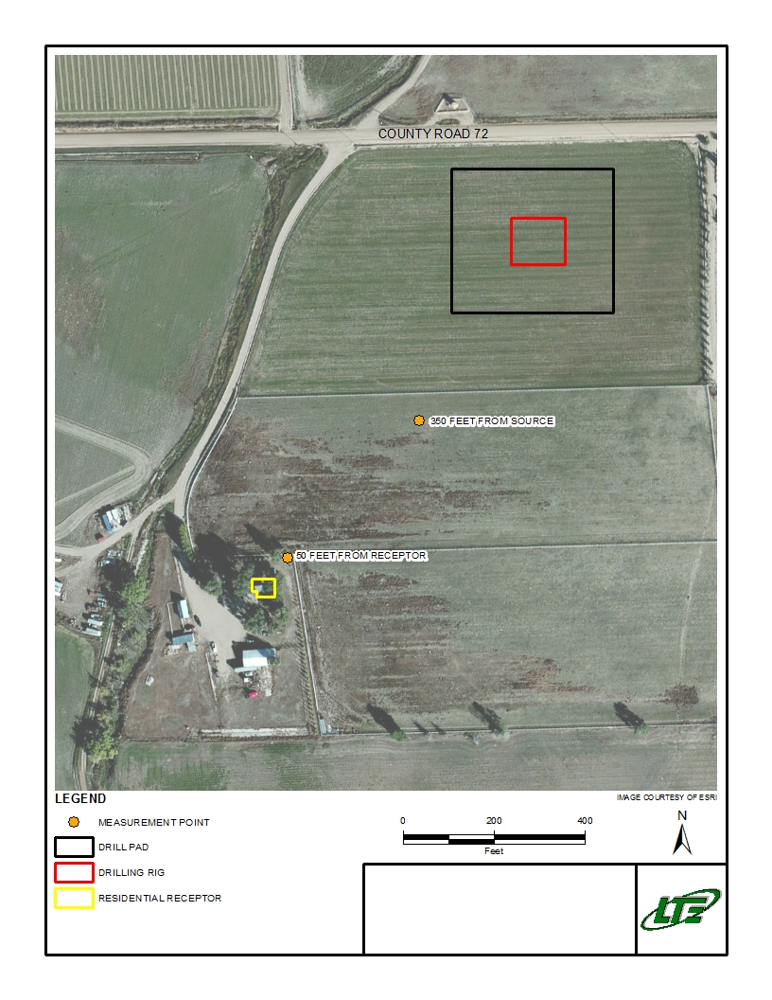 COUNTY ROAD 72
350 FEET FROM SOURCE
50 FEET FROM RECEPTOR
LEGEND
IMAGE COURTESY OF ESRI
MEASUREMENT POINT
DRILL PAD
DRILLING RIG
RESIDENTIAL RECEPTOR
0 200 400
Feet
N
LTE